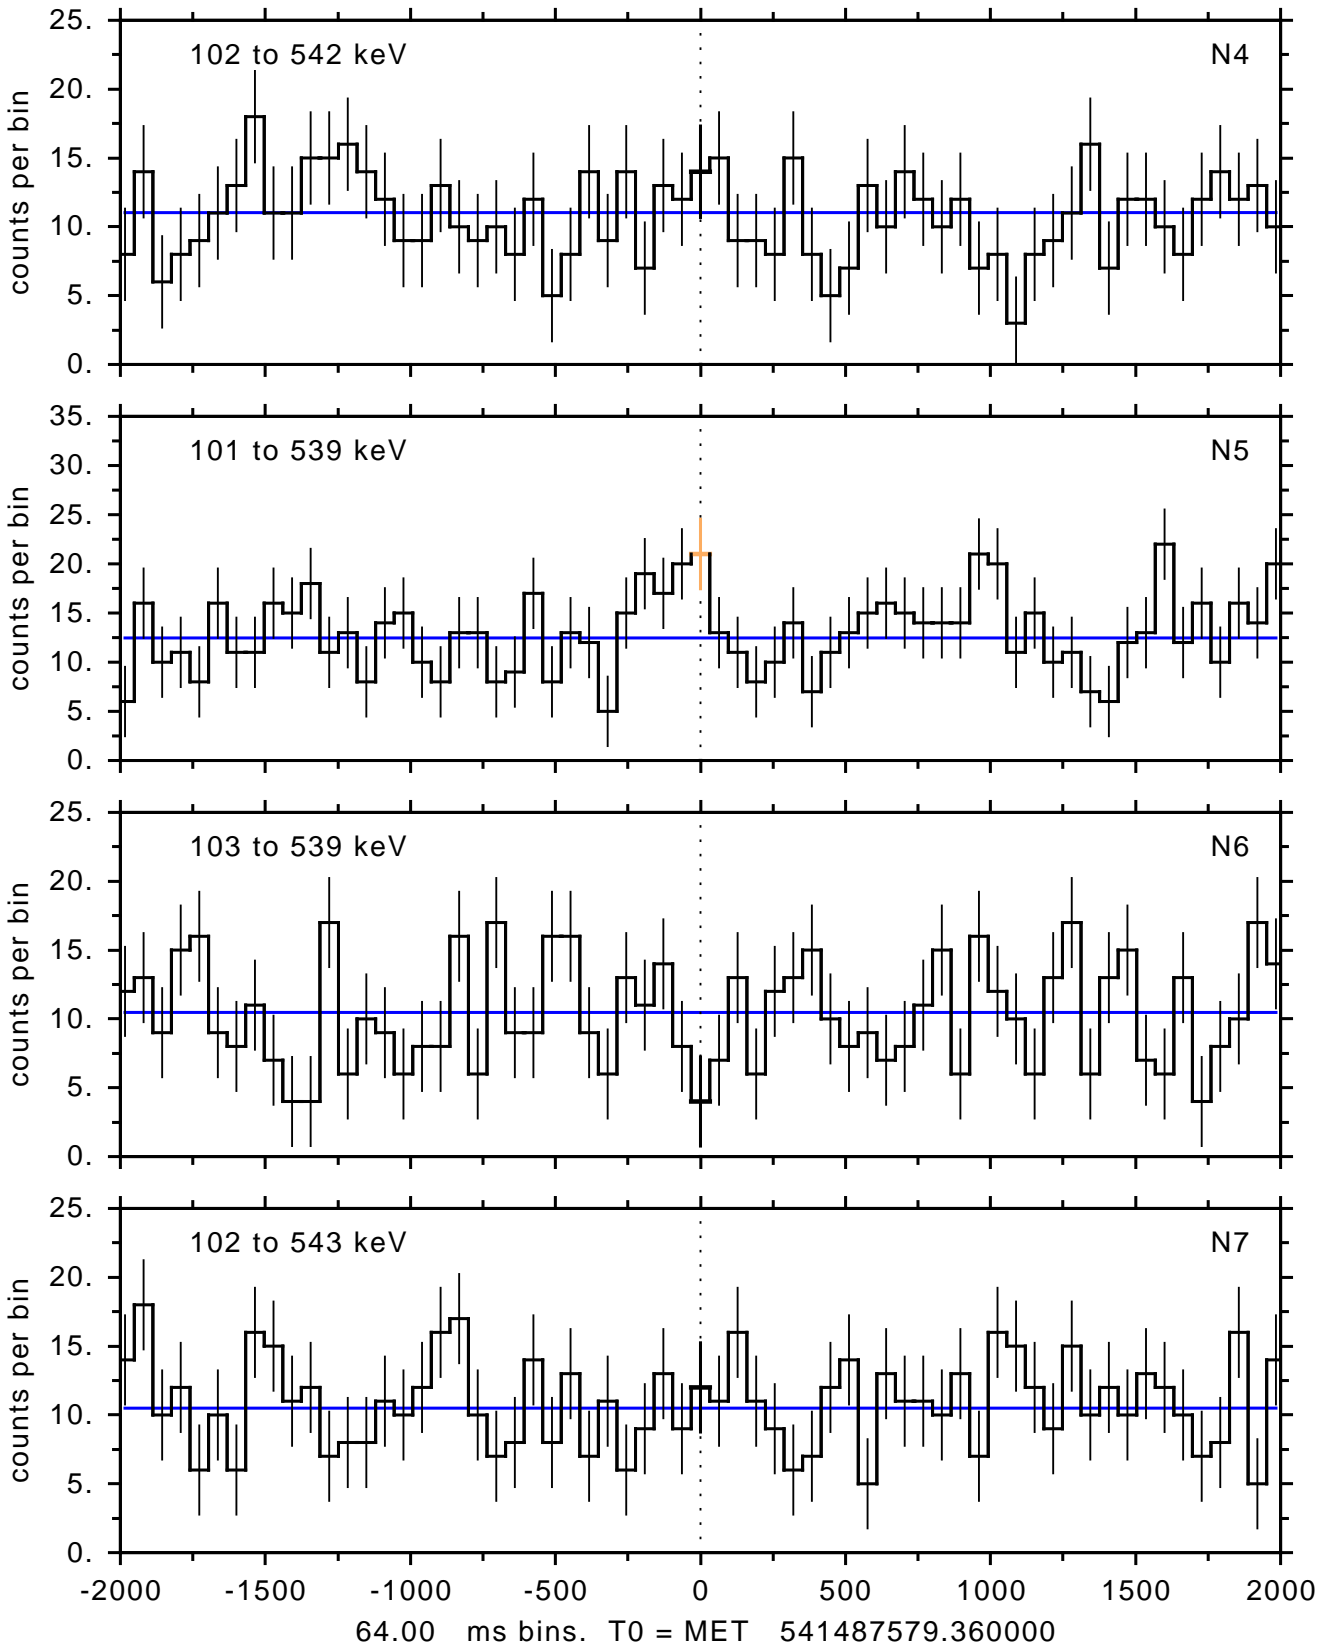 25.
20.
15.
10.
5.
0.
counts per bin
102 to 542 keV
N4
35.
30.
25.
20.
15.
10.
5.
0.
counts per bin
101 to 539 keV
N5
25.
20.
15.
10.
5.
0.
counts per bin
103 to 539 keV
N6
25.
20.
15.
10.
5.
0.
counts per bin
102 to 543 keV
N7
-2000 -1500 -1000 -500 0 500 1000 1500 2000
64.00 ms bins. T0 = MET 541487579.360000